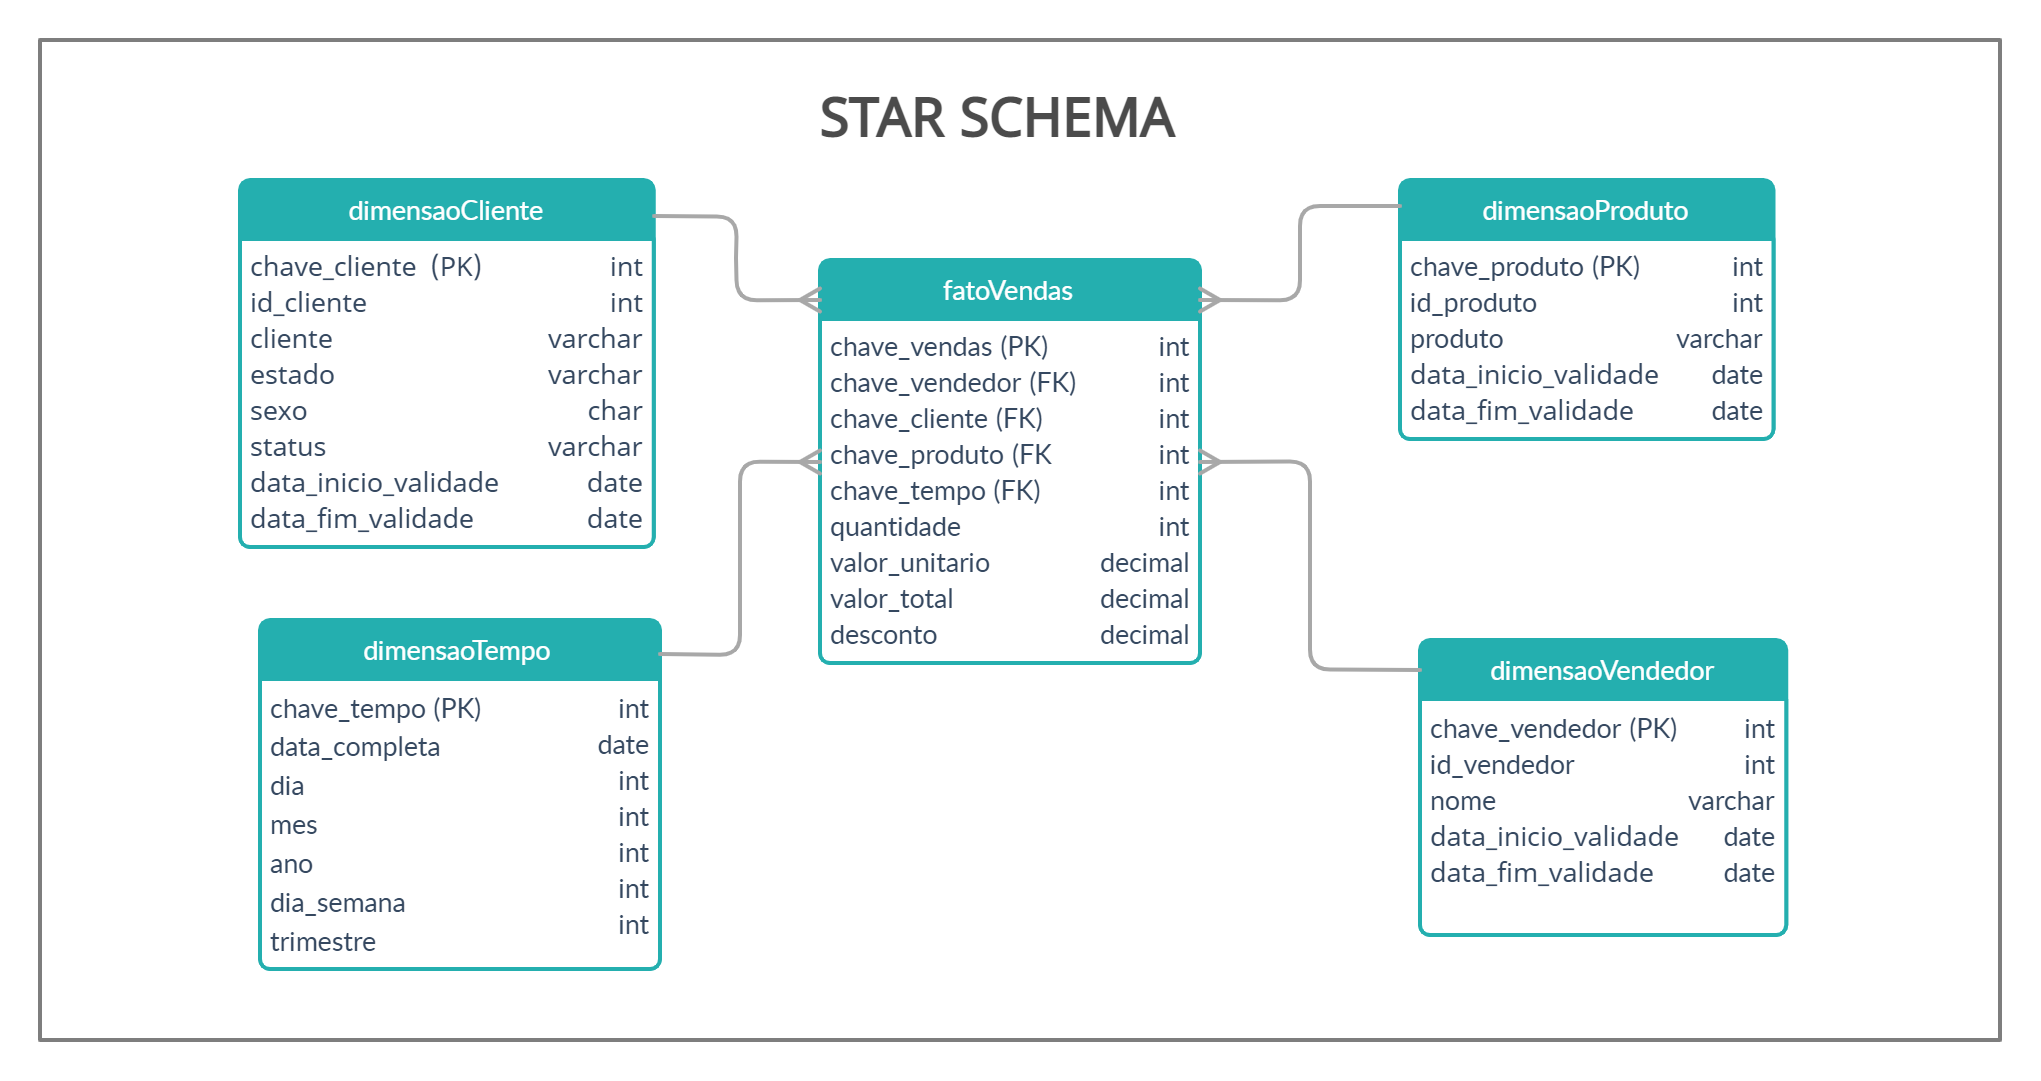 STAR SCHEMA
dimensaoCliente
chave_cliente (PK) int
id_cliente int
cliente varchar
estado varchar
sexo char
status varchar
data_inicio_validade date
data_fim_validade date
fatoVendas
chave_vendas (PK) int
chave_vendedor (FK) int
chave_cliente (FK) int
chave_produto (FK int
chave_tempo (FK) int
quantidade int
valor_unitario decimal
valor_total decimal
desconto decimal
dimensaoProduto
chave_produto (PK) int
id_produto int
produto varchar
data_inicio_validade date
data_fim_validade date
dimensaoTempo
chave_tempo (PK) int
data_completa date
dia int
mes int
ano int
dia_semana int
trimestre int
dimensaoVendedor
chave_vendedor (PK) int
id_vendedor int
nome varchar
data_inicio_validade date
data_fim_validade date